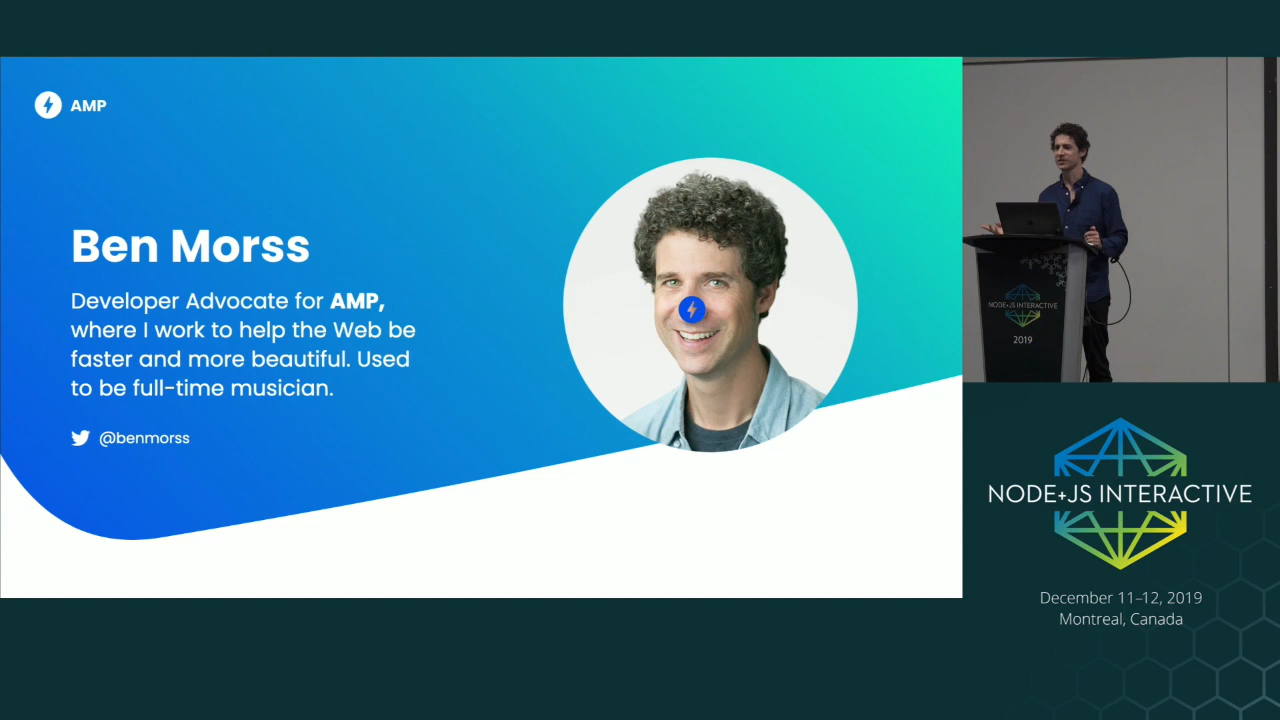 AMP
Ben Morss
Developer Advocate for AMP,
where I work to help the Web be
faster and more beautiful. Used
to be full-time musician.
@benmorss
NODE+JS INTERACTIVE
2019
NODE+JS INTERACTIVE
December 11–12, 2019
Montreal, Canada